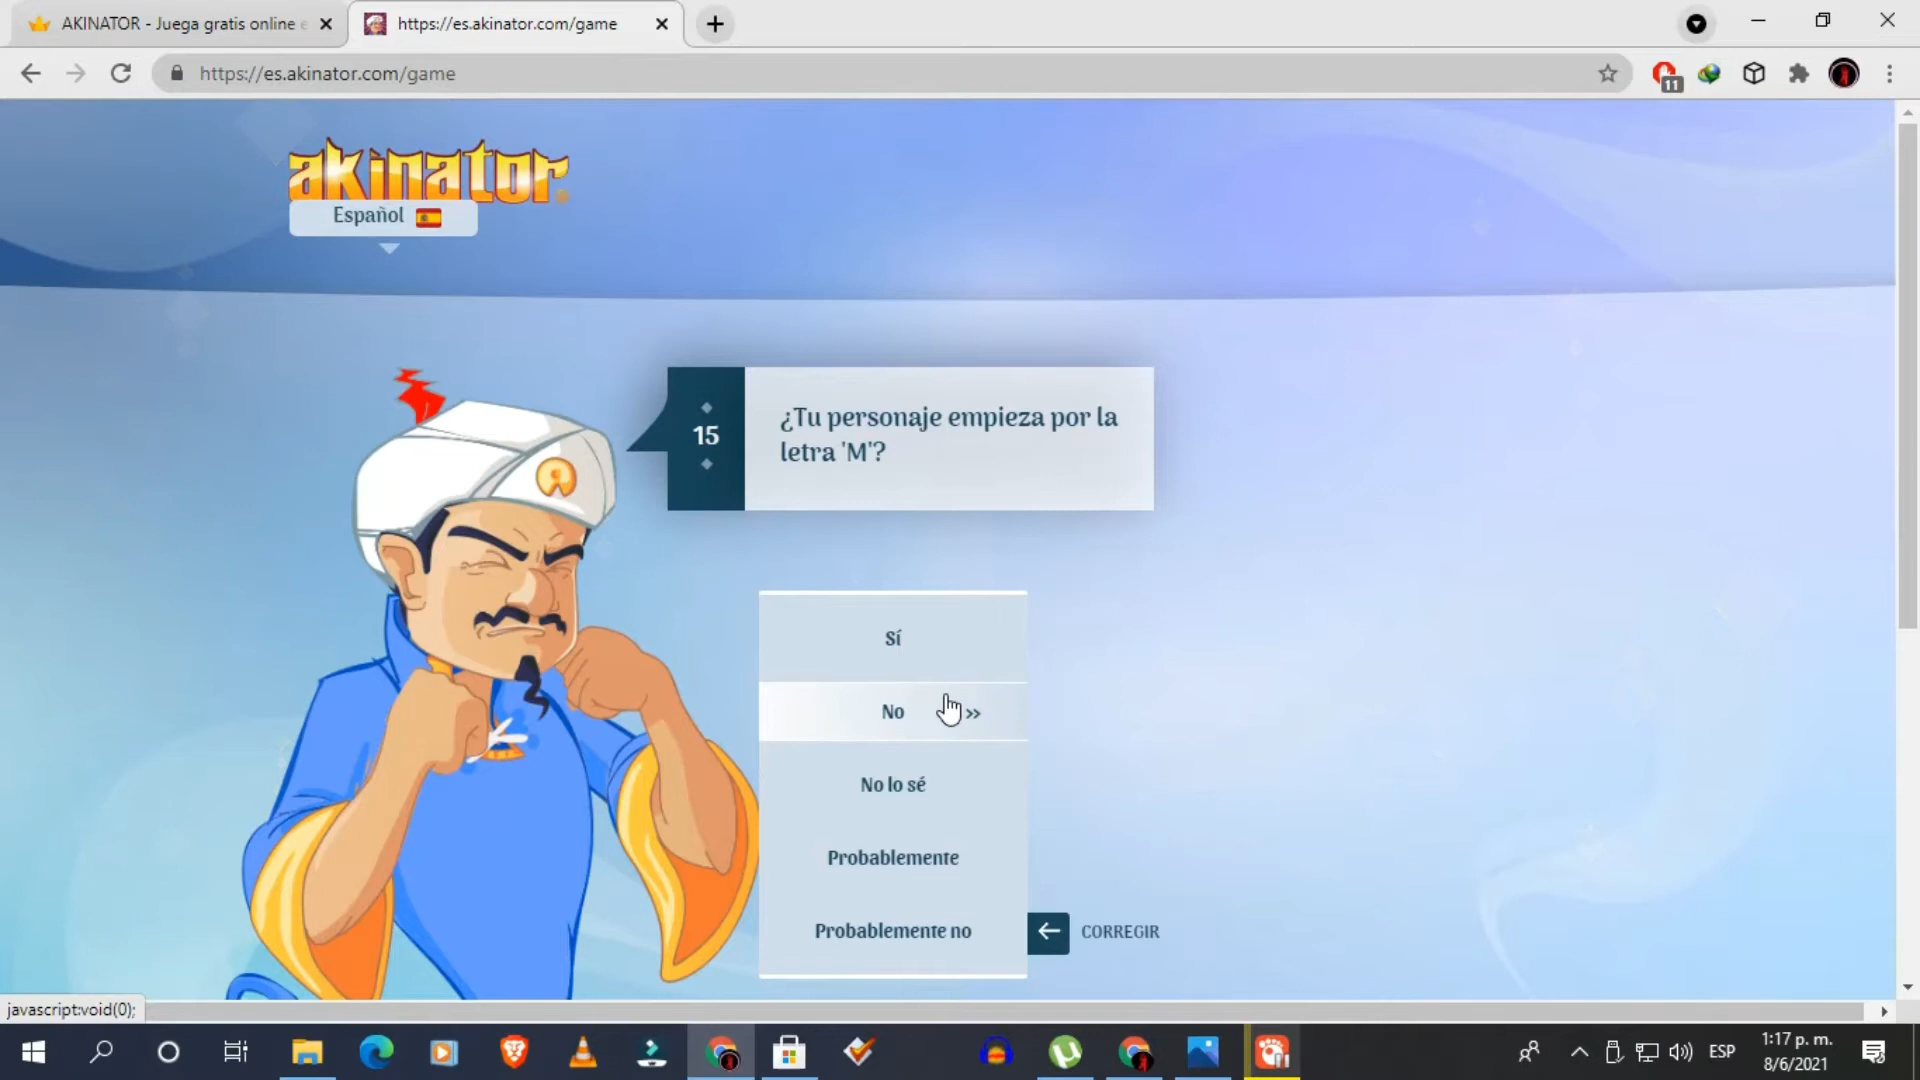 AKINATOR - Juega gratis online e
https://es.akinator.com/game
https://es.akinator.com/game
11
akinator
Español
15
¿Tu personaje empieza por la
letra 'M'?
Sí
No »
No lo sé
Probablemente
Probablemente no
CORREGIR
javascript:void(0);
ESP
1:17 p. m.
8/6/2021